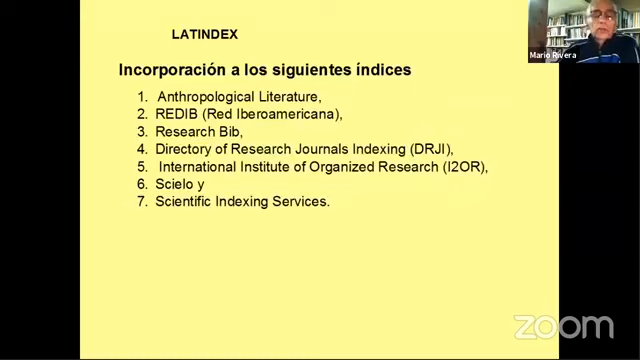 LATINDEX
Mario Rivera
Incorporación a los siguientes índices
1. Anthropological Literature,
2. REDIB (Red Iberoamericana),
3. Research Bib,
4. Directory of Research Journals Indexing (DRJI),
5. International Institute of Organized Research (I2OR),
6. Scielo y
7. Scientific Indexing Services.
zoom